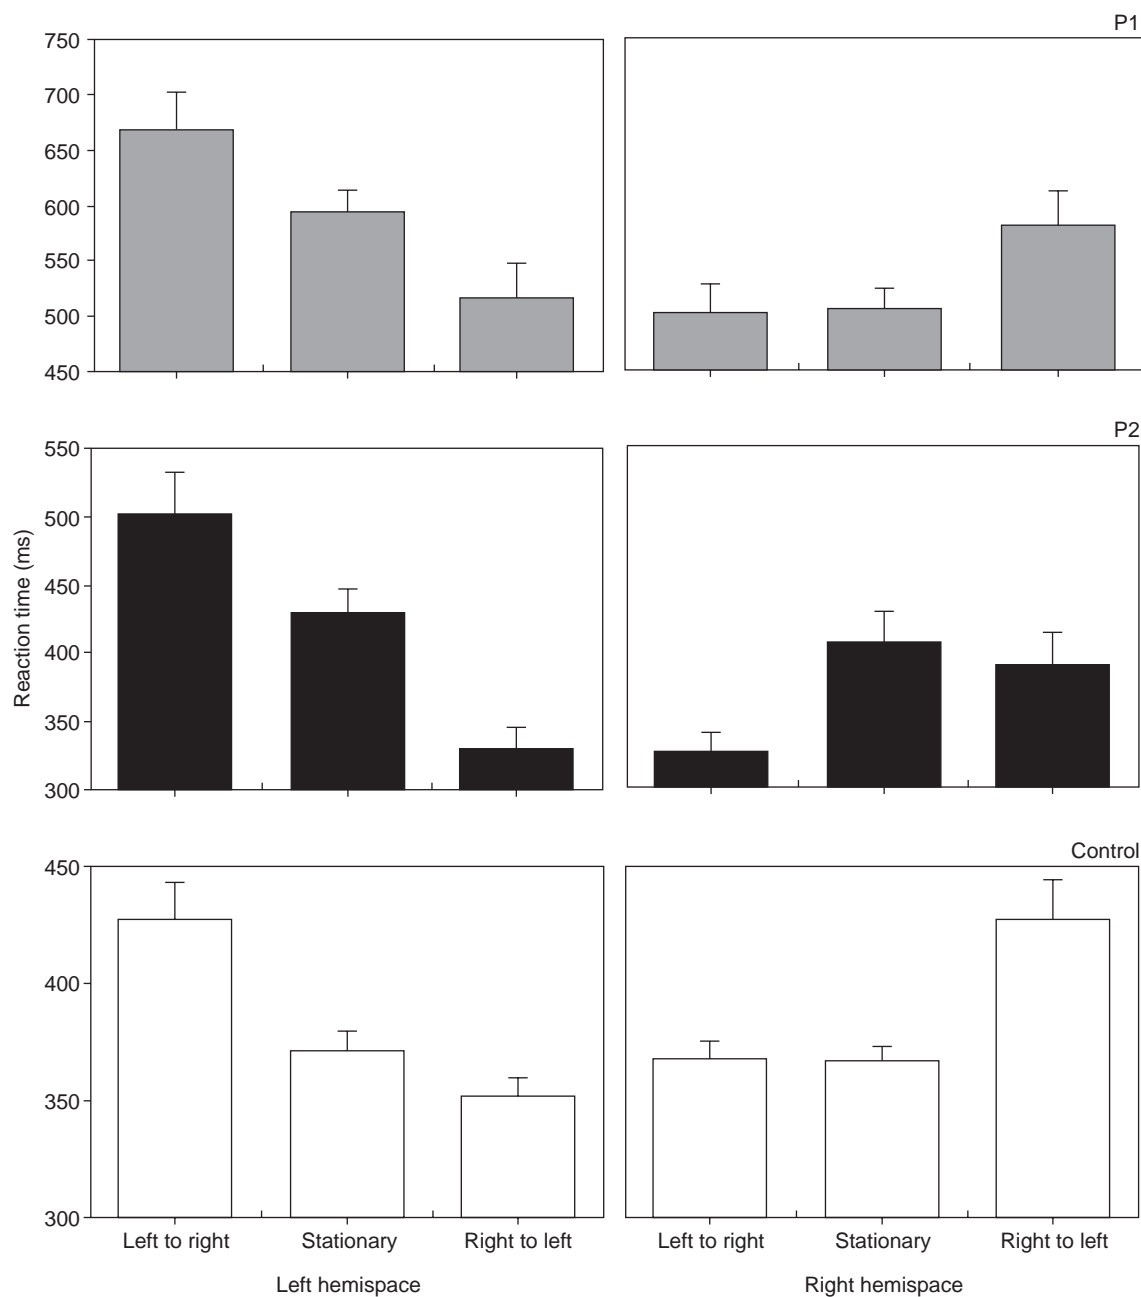 P1
750
700
650
600
550
500
450
P2
550
500
450
400
350
300
Reaction time (ms)
Control
450
400
350
300
Left to right Stationary Right to left Left to right Stationary Right to left
Left hemispace Right hemispace